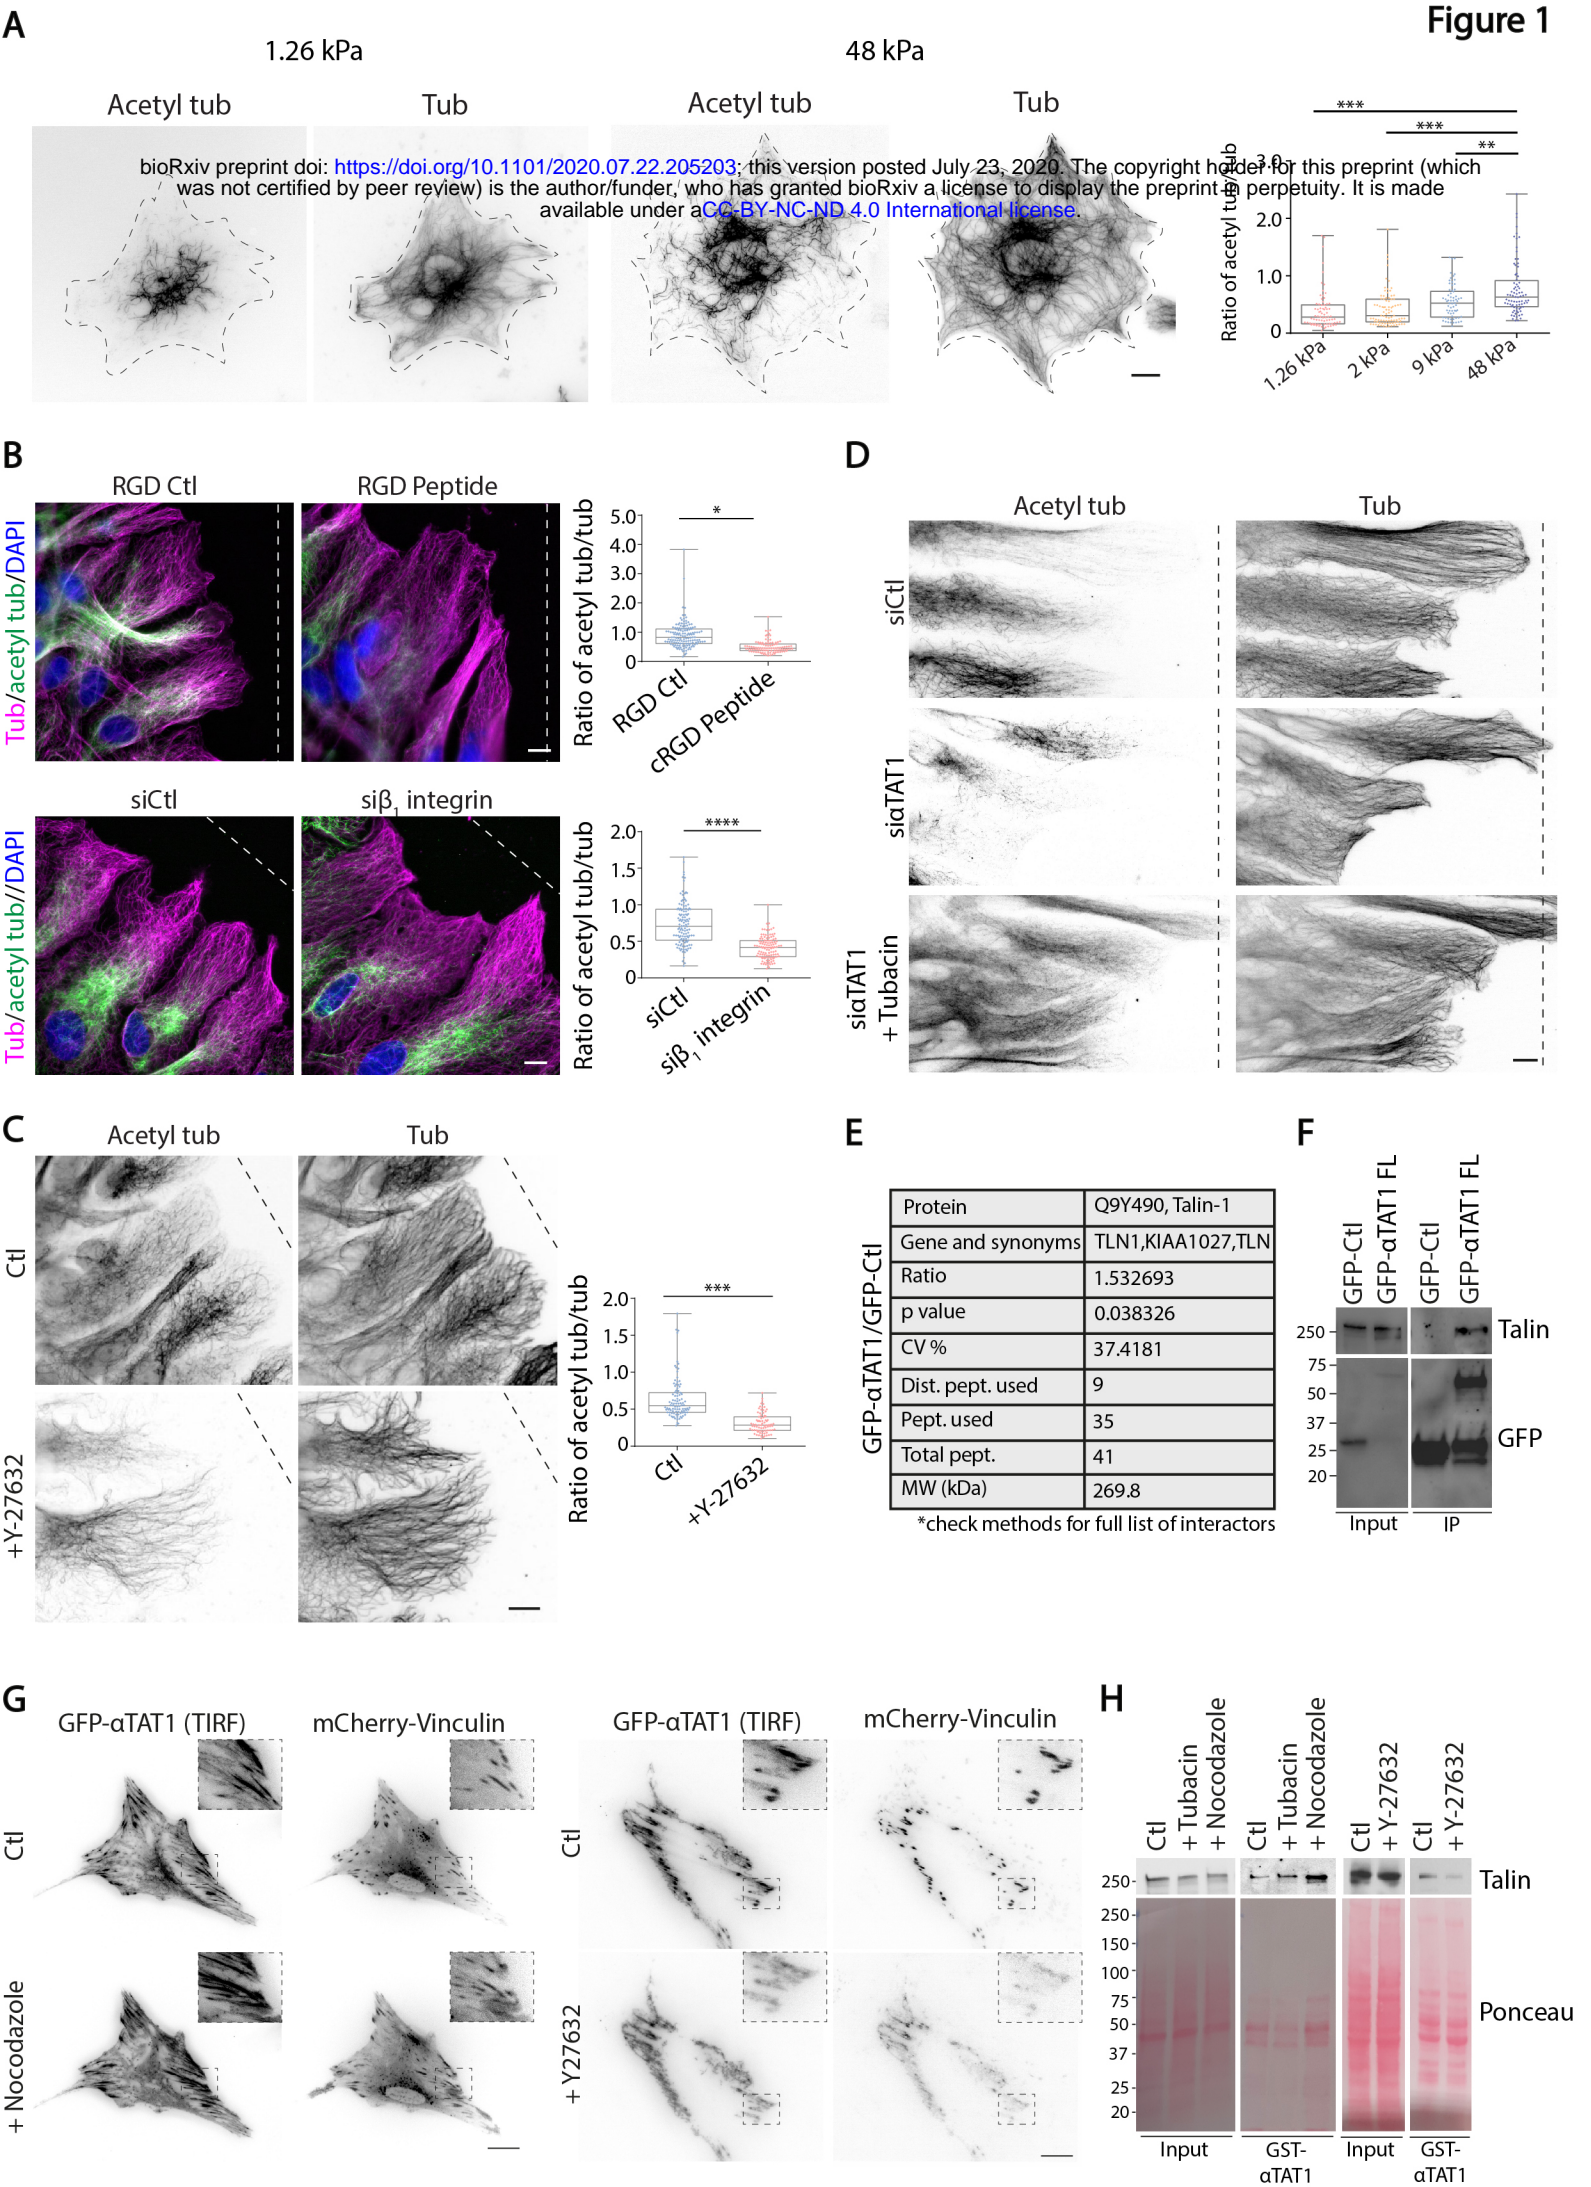 Figure 1
A
1.26 kPa
48 kPa
Acetyl tub
Tub
Acetyl tub
Tub
bioRxiv preprint doi: https://doi.org/10.1101/2020.07.22.205203; this version posted July 23, 2020. The copyright holder for this preprint (which
was not certified by peer review) is the author/funder, who has granted bioRxiv a license to display the preprint in perpetuity. It is made
available under aCC-BY-NC-ND 4.0 International license.
***
***
**
Ratio of acetyl tub/tub
3.0
2.0
1.0
0
1.26 kPa
2 kPa
9 kPa
48 kPa
B
RGD Ctl
RGD Peptide
Tub/acetyl tub/DAPI
Ratio of acetyl tub/tub
5.0
4.0
3.0
2.0
1.0
0
*
RGD Ctl
cRGD Peptide
siCtl
siβ1 integrin
Tub/acetyl tub//DAPI
Ratio of acetyl tub/tub
2.0
1.5
1.0
0.5
0
****
siCtl
siβ1 integrin
C
Acetyl tub
Tub
Ctl
+Y-27632
Ratio of acetyl tub/tub
2.0
1.5
1.0
0.5
0
***
Ctl
+Y-27632
D
Acetyl tub
Tub
siCtl
siαTAT1
siαTAT1
+ Tubacin
E
GFP-αTAT1/GFP-Ctl
Protein Q9Y490, Talin-1
Gene and synonyms TLN1,KIAA1027,TLN
Ratio 1.532693
p value 0.038326
CV % 37.4181
Dist. pept. used 9
Pept. used 35
Total pept. 41
MW (kDa) 269.8
*check methods for full list of interactors
F
GFP-Ctl
GFP-αTAT1 FL
GFP-Ctl
GFP-αTAT1 FL
250
Talin
75
50
37
25
20
GFP
Input
IP
G
GFP-αTAT1 (TIRF)
mCherry-Vinculin
GFP-αTAT1 (TIRF)
mCherry-Vinculin
Ctl
+ Nocodazole
Ctl
+ Y27632
H
Ctl
+ Tubacin
+ Nocodazole
Ctl
+ Tubacin
+ Nocodazole
Ctl
+ Y-27632
Ctl
+ Y-27632
250
Talin
250
150
100
75
50
37
25
20
Ponceau
Input
GST-
αTAT1
Input
GST-
αTAT1